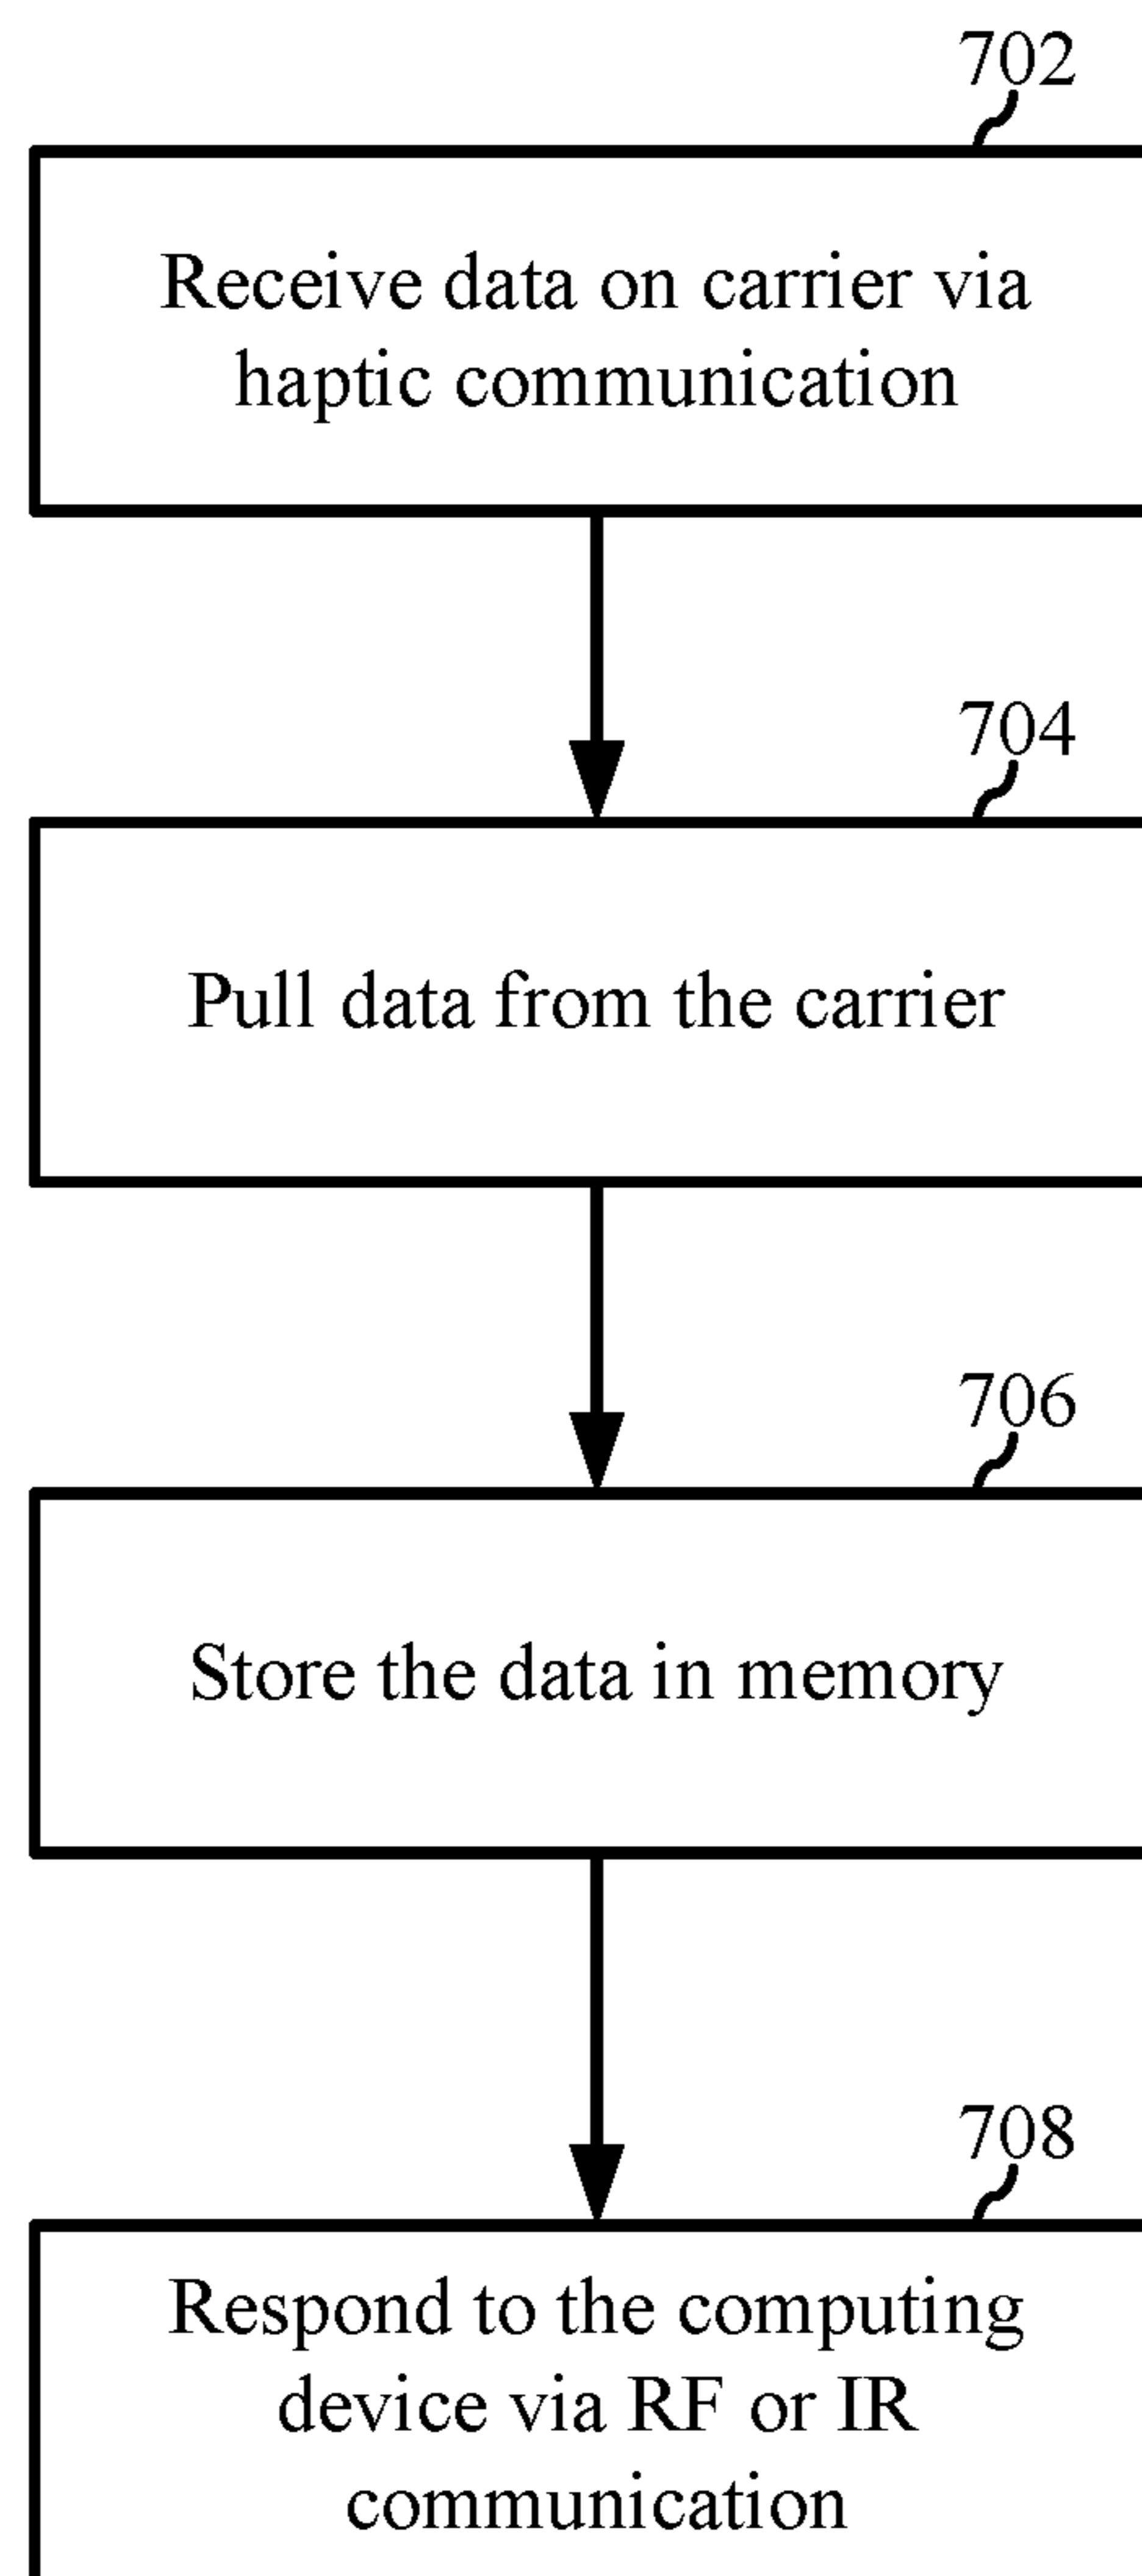 702
Receive data on carrier via
haptic communication
704
Pull data from the carrier
706
Store the data in memory
708
Respond to the computing
device via RF or IR
communication